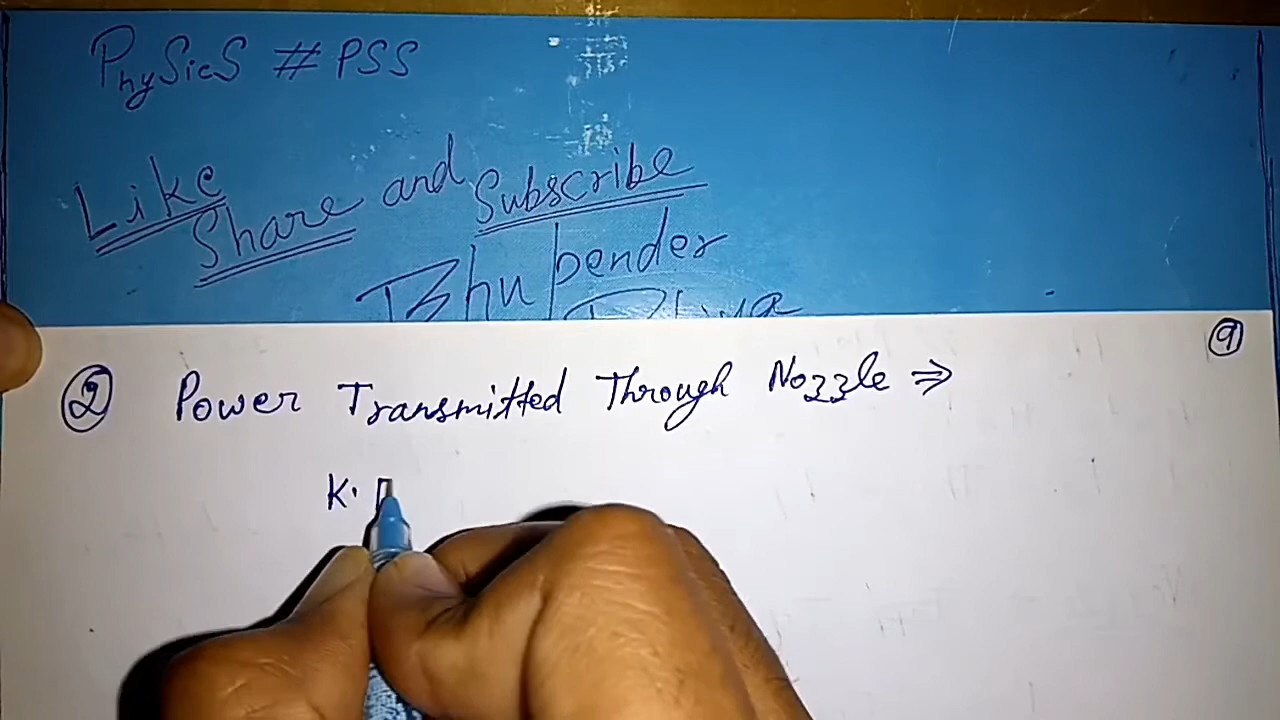 Physics # PSS
Like Share and Subscribe
Bhupender
9
2 Power Transmitted Through Nozzle ⇒
K.